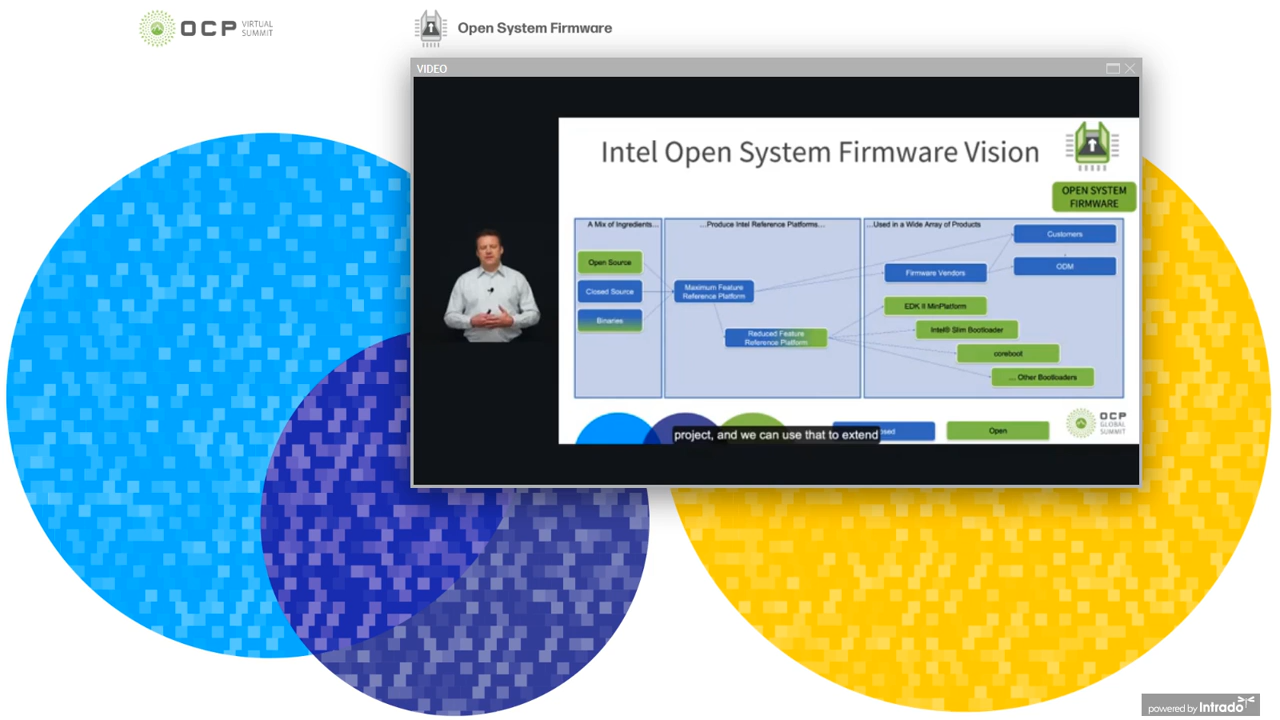 OCP VIRTUAL
SUMMIT
Open System Firmware
VIDEO
Intel Open System Firmware Vision
OPEN SYSTEM
FIRMWARE
A Mix of Ingredients…
…Produce Intel Reference Platforms…
…Used in a Wide Array of Products
Open Source
Closed Source
Binaries
Maximum Feature
Reference Platform
Reduced Feature
Reference Platform
Customers
Firmware Vendors
ODM
EDK II MinPlatform
Intel® Slim Bootloader
coreboot
… Other Bootloaders
project, and we can use that to extend
Open
OCP
GLOBAL
SUMMIT
powered by Intrado